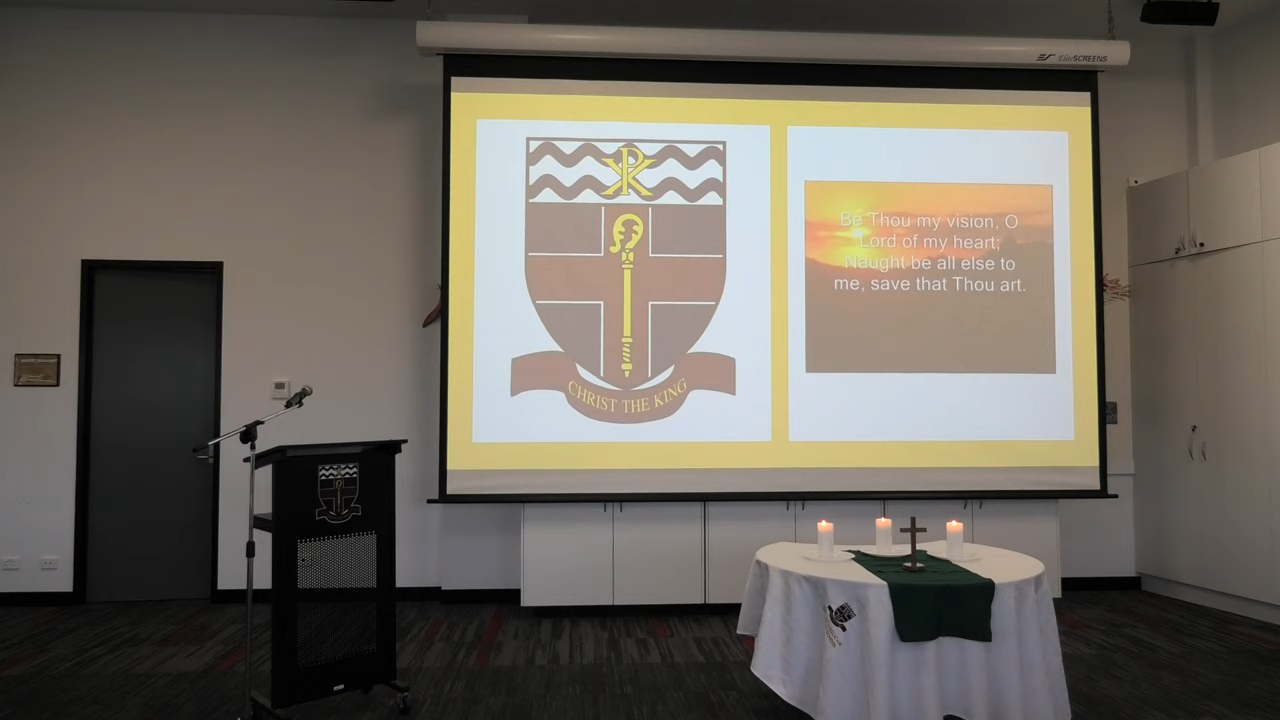 EliteSCREENS
PX
CHRIST THE KING
Be Thou my vision, O
Lord of my heart;
Naught be all else to
me, save that Thou art.